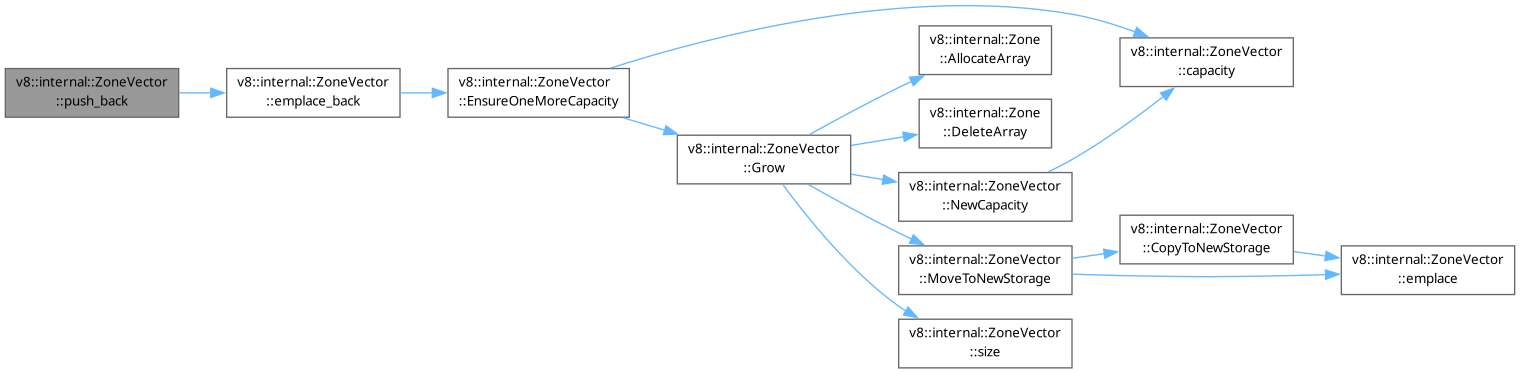 v8::internal::ZoneVector
::push_back
v8::internal::ZoneVector
::emplace_back
v8::internal::ZoneVector
::EnsureOneMoreCapacity
v8::internal::ZoneVector
::Grow
v8::internal::Zone
::AllocateArray
v8::internal::Zone
::DeleteArray
v8::internal::ZoneVector
::NewCapacity
v8::internal::ZoneVector
::MoveToNewStorage
v8::internal::ZoneVector
::size
v8::internal::ZoneVector
::capacity
v8::internal::ZoneVector
::CopyToNewStorage
v8::internal::ZoneVector
::emplace